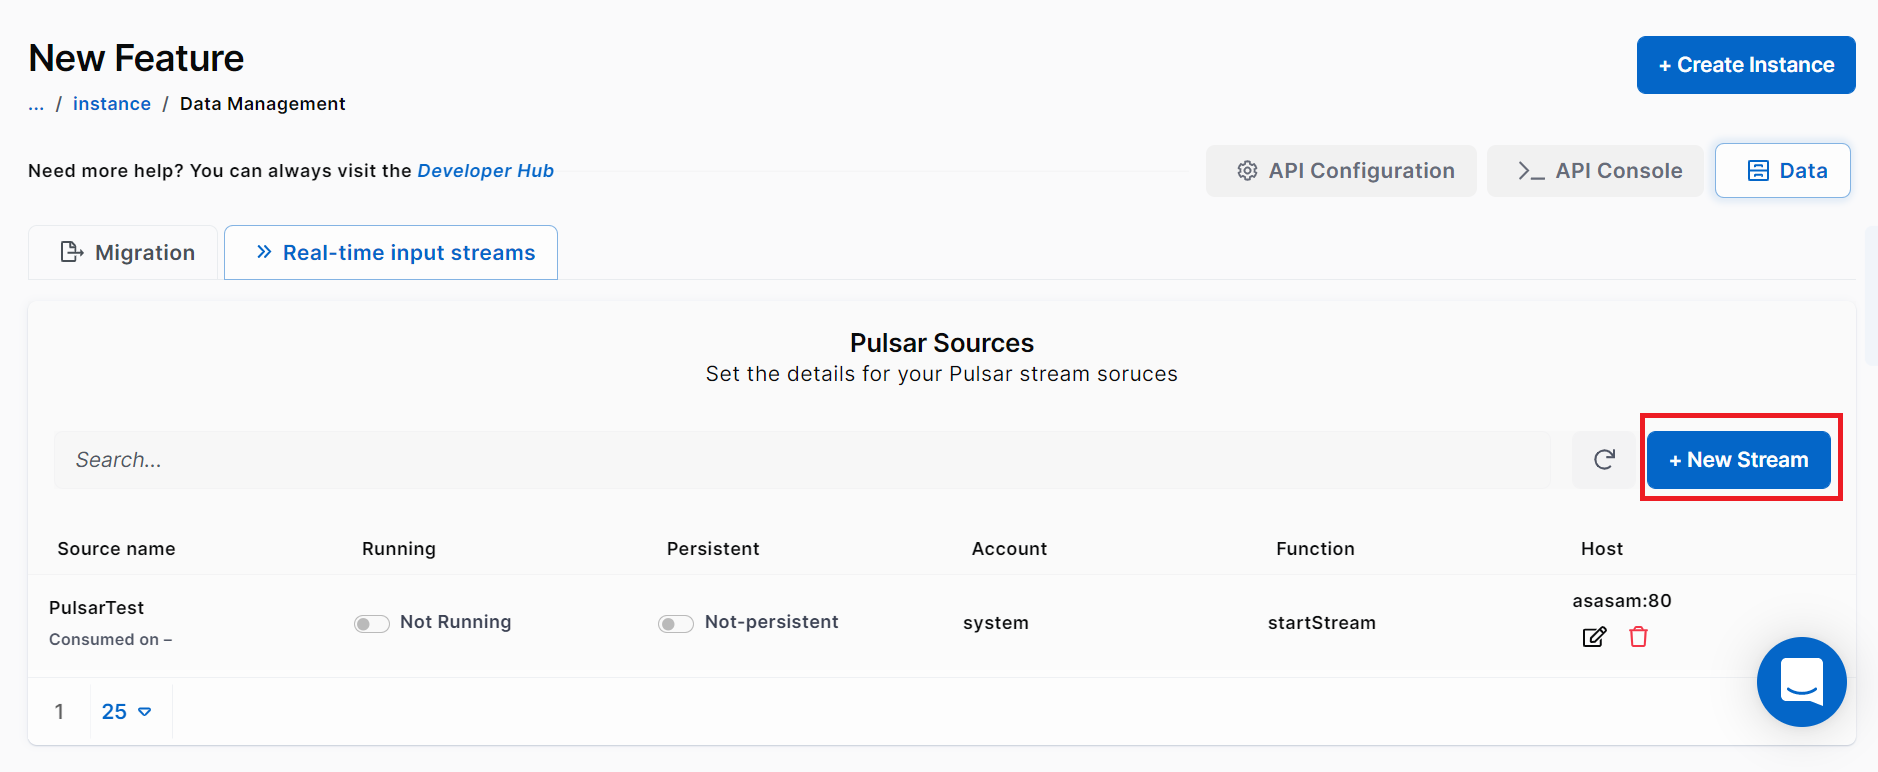 New Feature
+ Create Instance
... / instance / Data Management
Need more help? You can always visit the Developer Hub
API Configuration
API Console
Data
Migration
Real-time input streams
Pulsar Sources
Set the details for your Pulsar stream soruces
Search...
+ New Stream
Source name Running Persistent Account Function Host
PulsarTest
Consumed on –
Not Running
Not-persistent
system
startStream
asasam:80
1 25